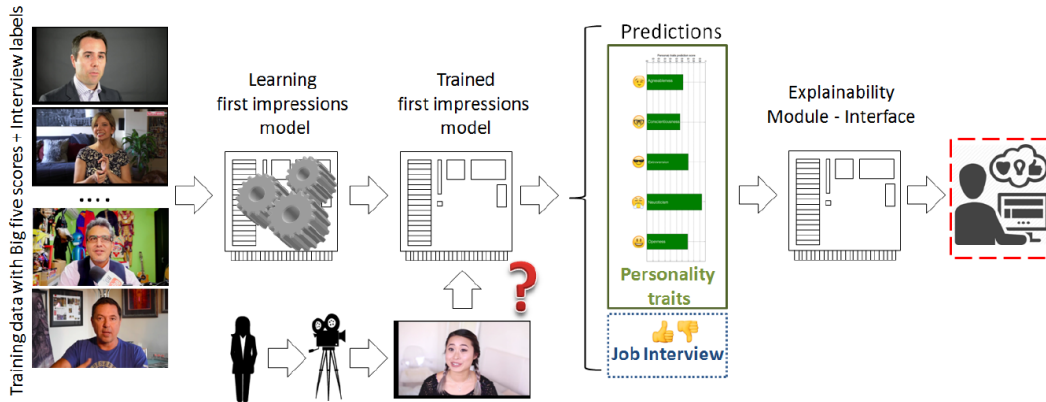 Training data with Big five scores + Interview labels
Learning
first impressions
model
Trained
first impressions
model
Predictions
Agreeableness
Conscientiousness
Neuroticism
Openness
Personality
traits
Job Interview
Explainability
Module - Interface